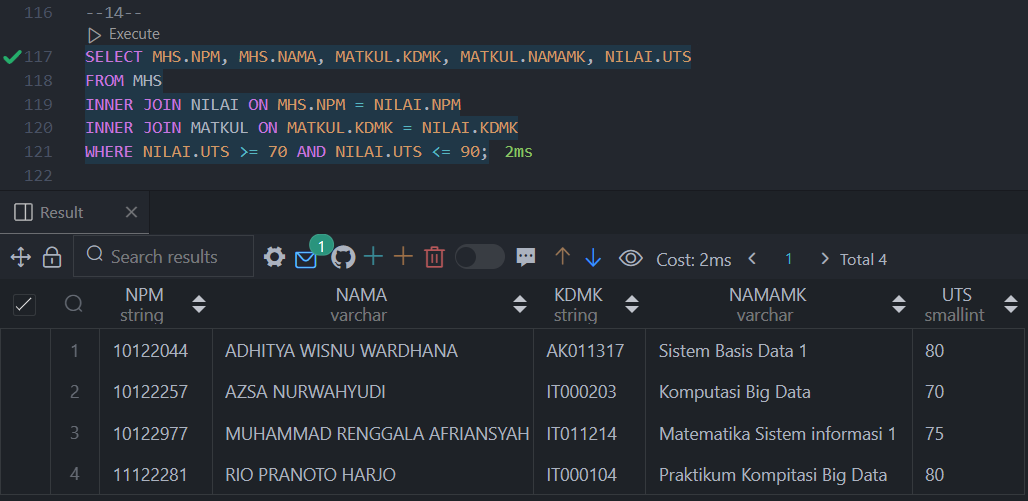 116 --14--
Execute
117 SELECT MHS.NPM, MHS.NAMA, MATKUL.KDMK, MATKUL.NAMAMK, NILAI.UTS
118 FROM MHS
119 INNER JOIN NILAI ON MHS.NPM = NILAI.NPM
120 INNER JOIN MATKUL ON MATKUL.KDMK = NILAI.KDMK
121 WHERE NILAI.UTS >= 70 AND NILAI.UTS <= 90; 2ms
122
Result
Search results 1 Cost: 2ms 1 Total 4
NPM NAMA KDMK NAMAMK UTS
string varchar string varchar smallint
1 10122044 ADHITYA WISNU WARDHANA AK011317 Sistem Basis Data 1 80
2 10122257 AZSA NURWAHYUDI IT000203 Komputasi Big Data 70
3 10122977 MUHAMMAD RENGGALA AFRIANSYAH IT011214 Matematika Sistem informasi 1 75
4 11122281 RIO PRANOTO HARJO IT000104 Praktikum Kompitasi Big Data 80